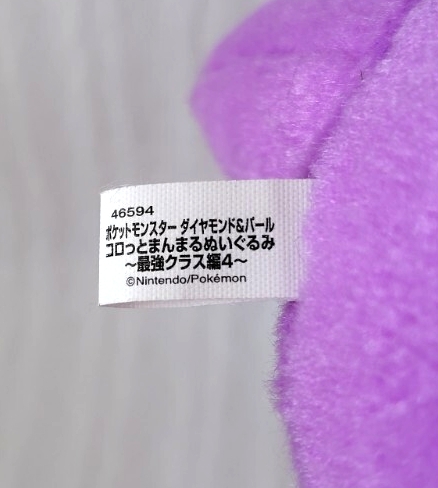 46594
ポケットモンスター ダイヤモンド&パール
コロっとまんまるぬいぐるみ
〜最強クラス編4〜
©Nintendo/Pokémon